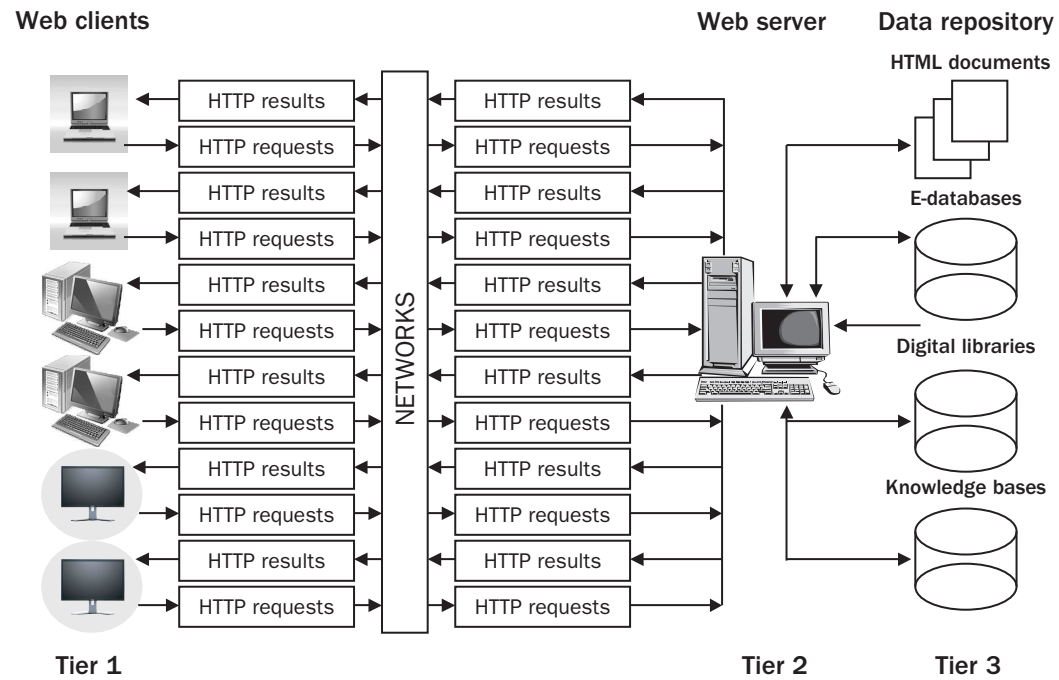 Web clients
Web server
Data repository
HTML documents
HTTP results
HTTP results
HTTP requests
HTTP requests
HTTP results
HTTP results
E-databases
HTTP requests
HTTP requests
HTTP results
HTTP results
NETWORKS
HTTP requests
HTTP requests
Digital libraries
HTTP results
HTTP results
HTTP requests
HTTP requests
HTTP results
HTTP results
Knowledge bases
HTTP requests
HTTP requests
HTTP results
HTTP results
HTTP requests
HTTP requests
Tier 1
Tier 2
Tier 3